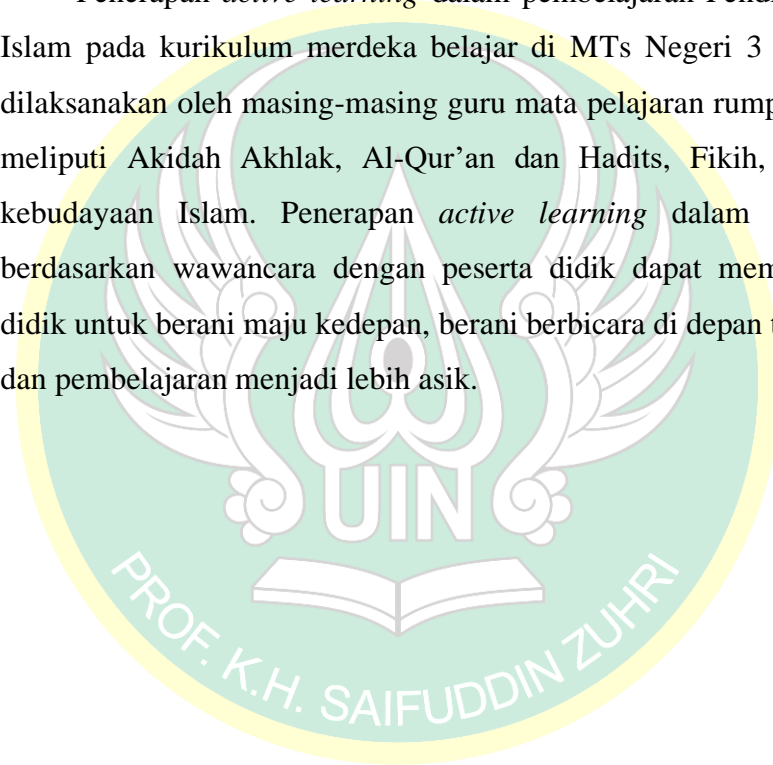 Penerapan active learning dalam pembelajaran
Islam pada kurikulum merdeka belajar di MTs Negeri 3
dilaksanakan oleh masing-masing guru mata pelajaran
meliputi Akidah Akhlak, Al-Qur’an dan Hadits, Fikih,
kebudayaan Islam. Penerapan active learning dalam
berdasarkan wawancara dengan peserta didik dapat
didik untuk berani maju kedepan, berani berbicara di depan
dan pembelajaran menjadi lebih asik.
UIN
PROF. K.H. SAIFUDDIN ZUHRI